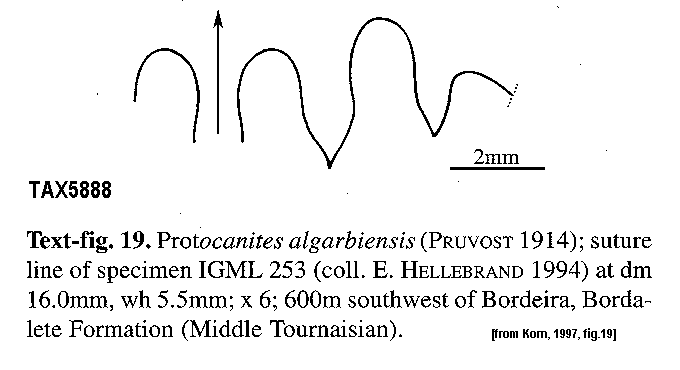 2mm
TAX5888
Text-fig. 19. Protocanites algarbiensis (PRUVOST 1914); suture
line of specimen IGML 253 (coll. E. HELLEBRAND 1994) at dm
16.0mm, wh 5.5mm; x 6; 600m southwest of Bordeira, Borda-
lete Formation (Middle Tournaisian).
[from Korn, 1997, fig.19]